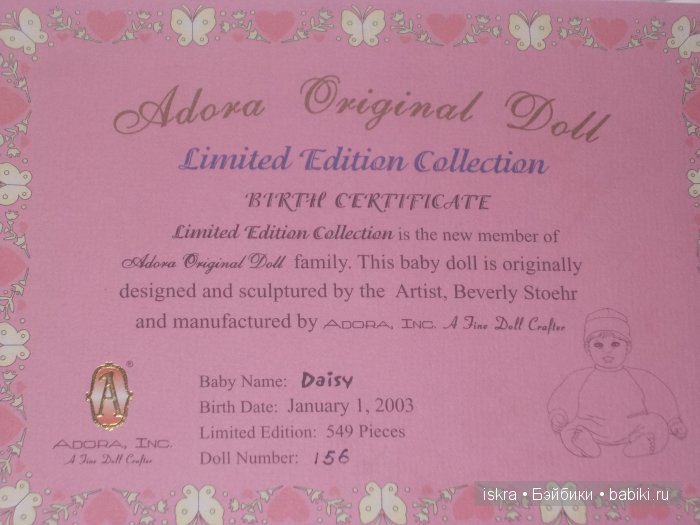 Adora Original Doll
Limited Edition Collection
BIRTH CERTIFICATE
Limited Edition Collection is the new member of
Adora Original Doll family. This baby doll is originally
designed and sculptured by the Artist, Beverly Stoehr
and manufactured by ADORA, INC. A Fine Doll Crafter
A ®
ADORA, INC.
A Fine Doll Crafter
Baby Name: Daisy
Birth Date: January 1, 2003
Limited Edition: 549 Pieces
Doll Number: 156
iskra • Бэйбики • babiki.ru